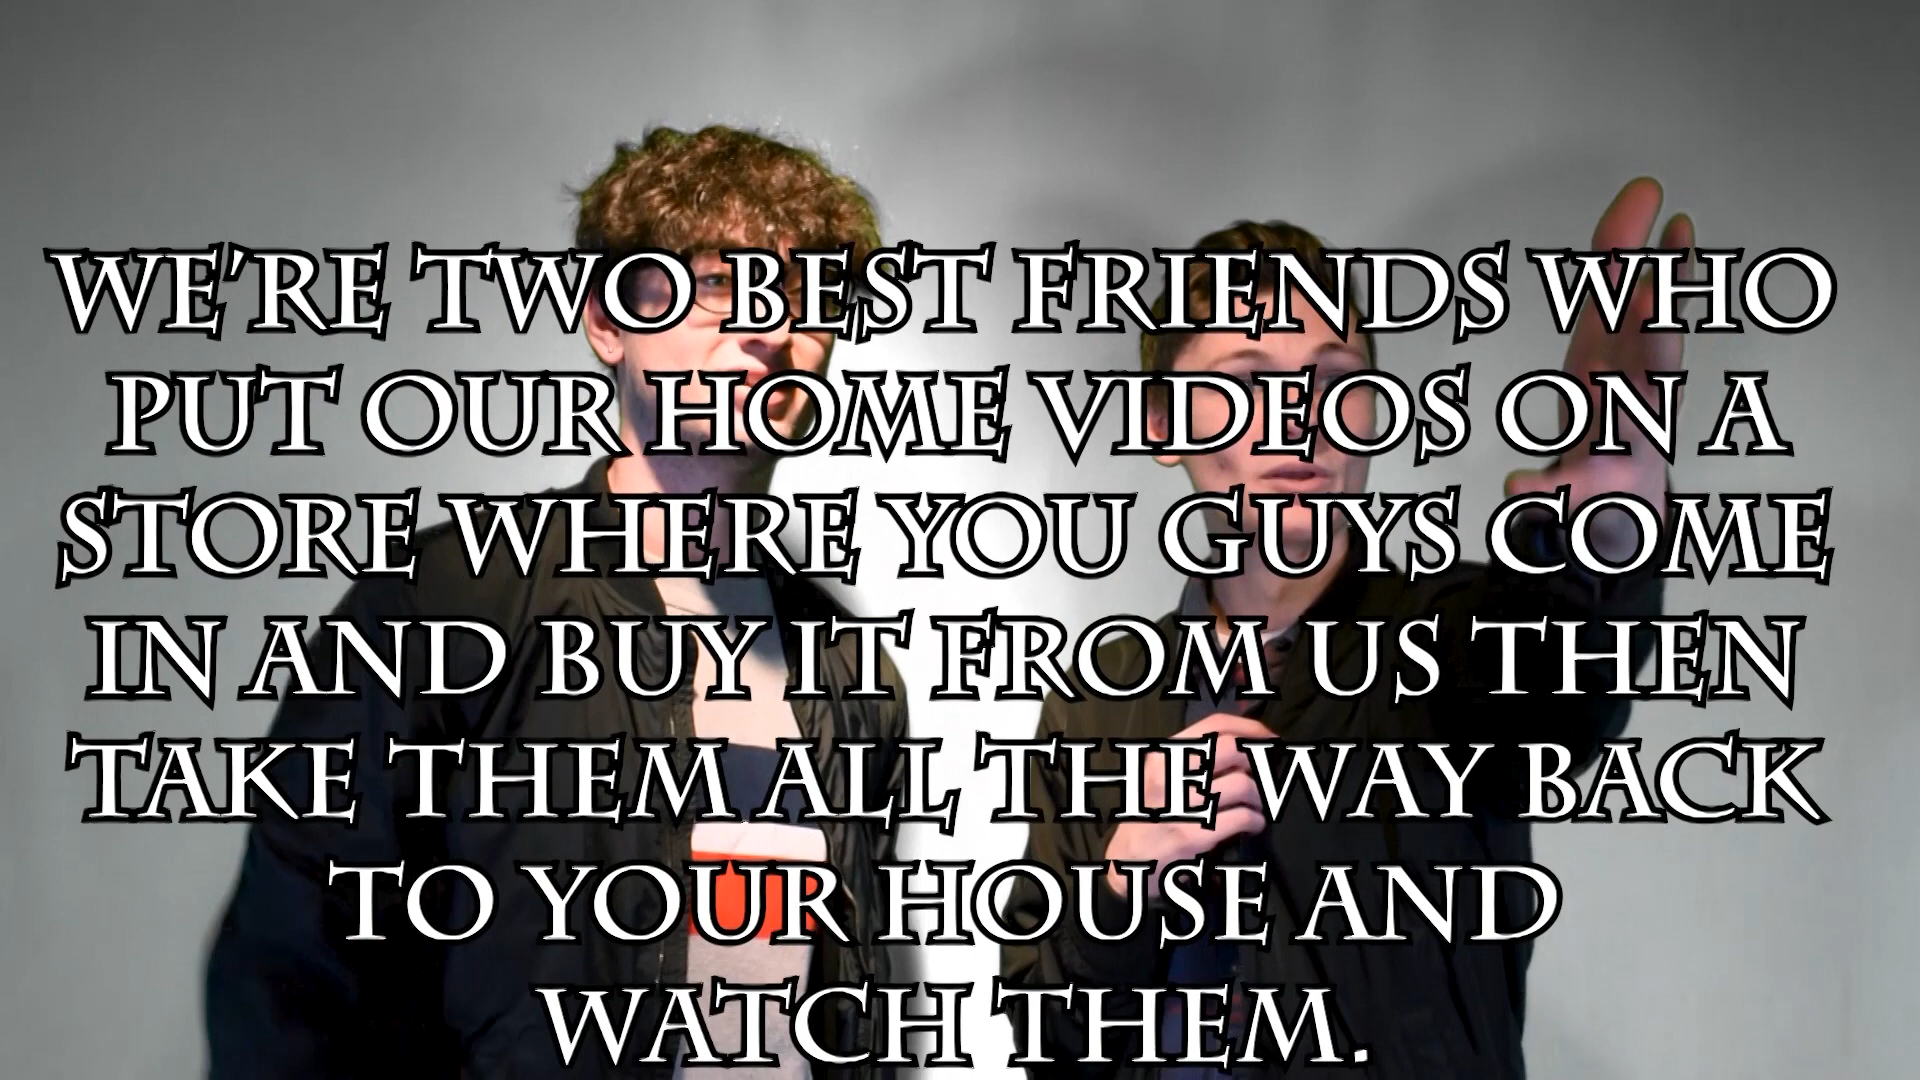 WE'RE TWO BEST FRIENDS WHO
PUT OUR HOME VIDEOS ON A
STORE WHERE YOU GUYS COME
IN AND BUY IT FROM US THEN
TAKE THEM ALL THE WAY BACK
TO YOUR HOUSE AND
WATCH THEM.